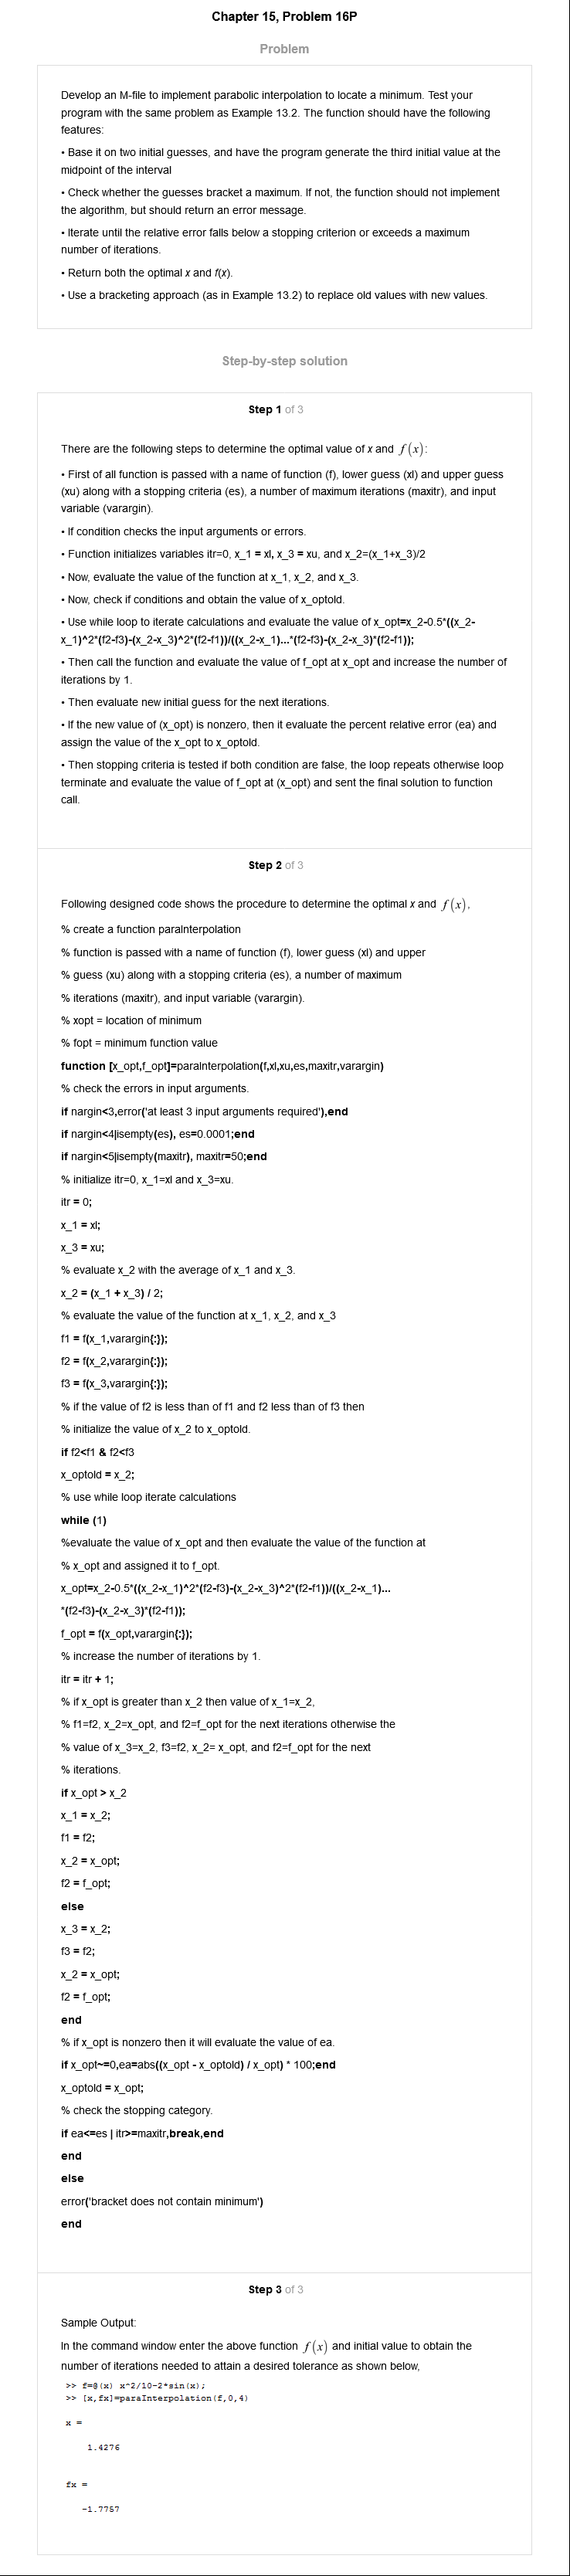 Chapter 15, Problem 16P
Problem
Develop an M-file to implement parabolic interpolation to locate a minimum. Test your
program with the same problem as Example 13.2. The function should have the following
features:
• Base it on two initial guesses, and have the program generate the third initial value at the
midpoint of the interval
• Check whether the guesses bracket a maximum. If not, the function should not implement
the algorithm, but should return an error message.
• Iterate until the relative error falls below a stopping criterion or exceeds a maximum
number of iterations.
• Return both the optimal x and f(x).
• Use a bracketing approach (as in Example 13.2) to replace old values with new values.
Step-by-step solution
Step 1 of 3
There are the following steps to determine the optimal value of x and f(x):
• First of all function is passed with a name of function (f), lower guess (xl) and upper guess
(xu) along with a stopping criteria (es), a number of maximum iterations (maxitr), and input
variable (varargin).
• If condition checks the input arguments or errors.
• Function initializes variables itr=0, x_1 = xl, x_3 = xu, and x_2=(x_1+x_3)/2
• Now, evaluate the value of the function at x_1, x_2, and x_3.
• Now, check if conditions and obtain the value of x_optold.
• Use while loop to iterate calculations and evaluate the value of x_opt=x_2-0.5*((x_2-
x_1)^2*(f2-f3)-(x_2-x_3)^2*(f2-f1))/((x_2-x_1)...*(f2-f3)-(x_2-x_3)*(f2-f1));
• Then call the function and evaluate the value of f_opt at x_opt and increase the number of
iterations by 1.
• Then evaluate new initial guess for the next iterations.
• If the new value of (x_opt) is nonzero, then it evaluate the percent relative error (ea) and
assign the value of the x_opt to x_optold.
• Then stopping criteria is tested if both condition are false, the loop repeats otherwise loop
terminate and evaluate the value of f_opt at (x_opt) and sent the final solution to function
call.
Step 2 of 3
Following designed code shows the procedure to determine the optimal x and f(x),
% create a function paraInterpolation
% function is passed with a name of function (f), lower guess (xl) and upper
% guess (xu) along with a stopping criteria (es), a number of maximum
% iterations (maxitr), and input variable (varargin).
% xopt = location of minimum
% fopt = minimum function value
function [x_opt,f_opt]=paraInterpolation(f,xl,xu,es,maxitr,varargin)
% check the errors in input arguments.
if nargin<3,error('at least 3 input arguments required'),end
if nargin<4|isempty(es), es=0.0001;end
if nargin<5|isempty(maxitr), maxitr=50;end
% initialize itr=0, x_1=xl and x_3=xu.
itr = 0;
x_1 = xl;
x_3 = xu;
% evaluate x_2 with the average of x_1 and x_3.
x_2 = (x_1 + x_3) / 2;
% evaluate the value of the function at x_1, x_2, and x_3
f1 = f(x_1,varargin{:});
f2 = f(x_2,varargin{:});
f3 = f(x_3,varargin{:});
% if the value of f2 is less than of f1 and f2 less than of f3 then
% initialize the value of x_2 to x_optold.
if f2<f1 & f2<f3
x_optold = x_2;
% use while loop iterate calculations
while (1)
%evaluate the value of x_opt and then evaluate the value of the function at
% x_opt and assigned it to f_opt.
x_opt=x_2-0.5*((x_2-x_1)^2*(f2-f3)-(x_2-x_3)^2*(f2-f1))/((x_2-x_1)...
*(f2-f3)-(x_2-x_3)*(f2-f1));
f_opt = f(x_opt,varargin{:});
% increase the number of iterations by 1.
itr = itr + 1;
% if x_opt is greater than x_2 then value of x_1=x_2,
% f1=f2, x_2=x_opt, and f2=f_opt for the next iterations otherwise the
% value of x_3=x_2, f3=f2, x_2= x_opt, and f2=f_opt for the next
% iterations.
if x_opt > x_2
x_1 = x_2;
f1 = f2;
x_2 = x_opt;
f2 = f_opt;
else
x_3 = x_2;
f3 = f2;
x_2 = x_opt;
f2 = f_opt;
end
% if x_opt is nonzero then it will evaluate the value of ea.
if x_opt~=0,ea=abs((x_opt - x_optold) / x_opt) * 100;end
x_optold = x_opt;
% check the stopping category.
if ea<=es | itr>=maxitr,break,end
end
else
error('bracket does not contain minimum')
end
Step 3 of 3
Sample Output:
In the command window enter the above function f(x) and initial value to obtain the
number of iterations needed to attain a desired tolerance as shown below,
>> f=@(x) x^2/10-2*sin(x);
>> [x,fx]=paraInterpolation(f,0,4)
x =
1.4276
fx =
-1.7757